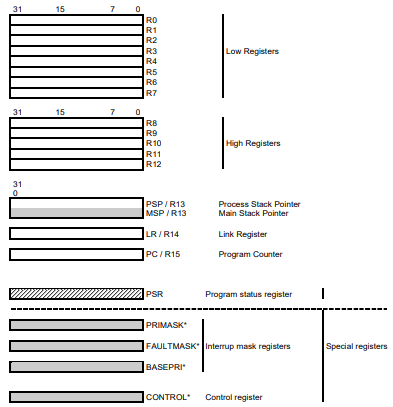 31 15 7 0
R0
R1
R2
R3
R4
R5
R6
R7
Low Registers
31 15 7 0
R8
R9
R10
R11
R12
High Registers
31
0
PSP / R13 Process Stack Pointer
MSP / R13 Main Stack Pointer
LR / R14 Link Register
PC / R15 Program Counter
PSR Program status register
PRIMASK*
FAULTMASK* Interrup mask registers Special registers
BASEPRI*
CONTROL* Control register